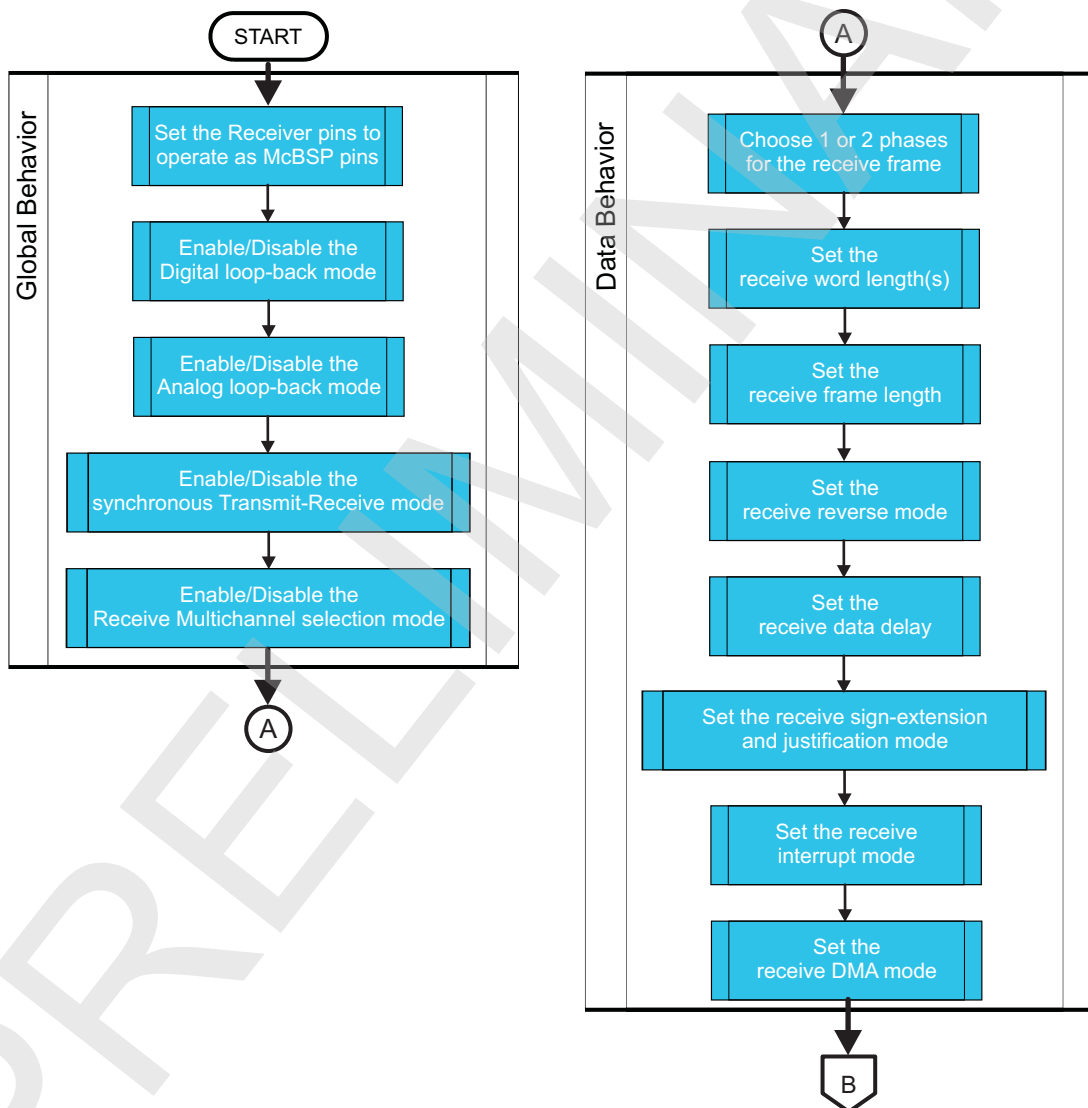 START
Global Behavior
Set the Receiver pins to
operate as McBSP pins
Enable/Disable the
Digital loop-back mode
Enable/Disable the
Analog loop-back mode
Enable/Disable the
synchronous Transmit-Receive mode
Enable/Disable the
Receive Multichannel selection mode
A
A
Data Behavior
Choose 1 or 2 phases
for the receive frame
Set the
receive word length(s)
Set the
receive frame length
Set the
receive reverse mode
Set the
receive data delay
Set the receive sign-extension
and justification mode
Set the receive
interrupt mode
Set the
receive DMA mode
B
PRELIMINA